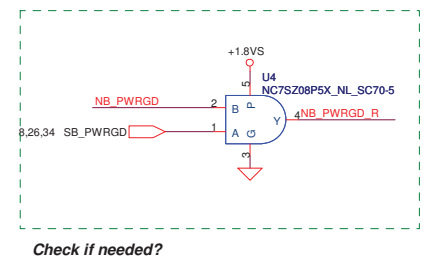 +1.8VS
U4
NC7SZ08P5X_NL_SC70-5
5
NB_PWRGD
2
B
P
Y
4
NB_PWRGD_R
8,26,34
SB_PWRGD
1
A
G
3
Check if needed?